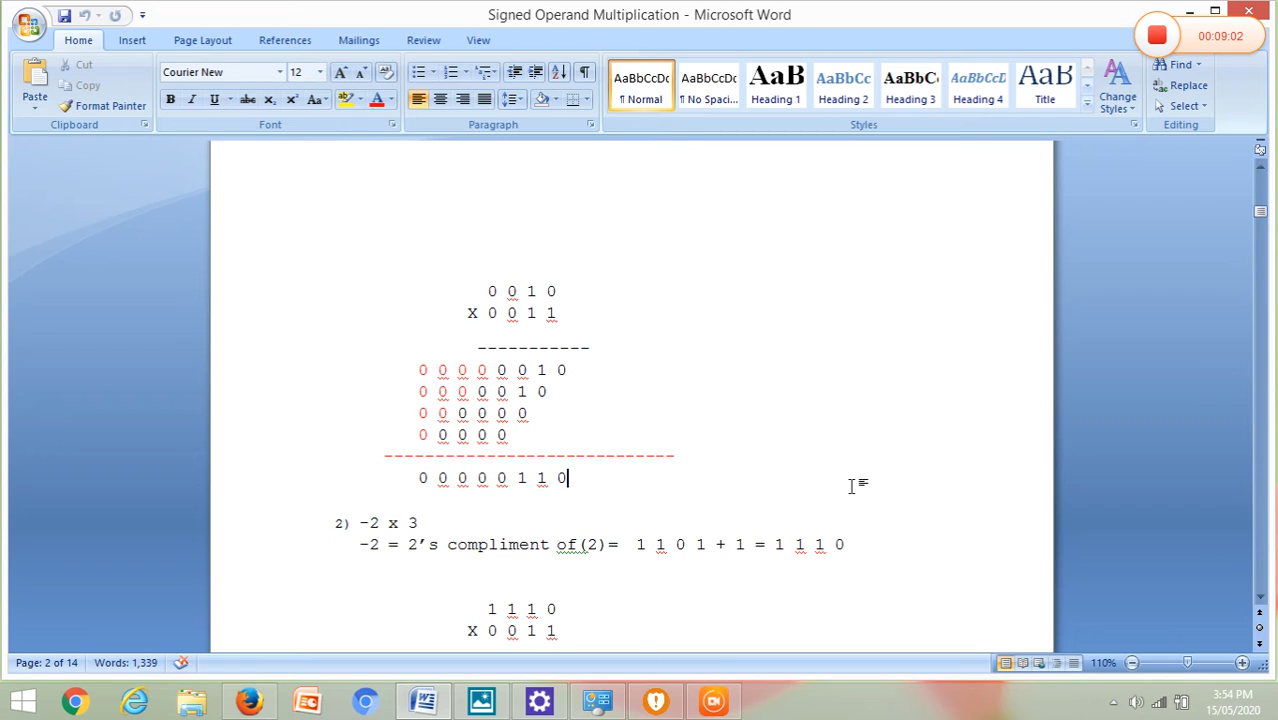 Signed Operand Multiplication - Microsoft Word
00:09:02
Home Insert Page Layout References Mailings Review View
Paste
Cut
Copy
Format Painter
Clipboard
Courier New 12
B I U abc x₂ x² Aa A
Font
Paragraph
AaBbCcDc AaBbCcDc AaB AaBbCc AaBbCc AaBbCcD AaB
¶ Normal ¶ No Spaci... Heading 1 Heading 2 Heading 3 Heading 4 Title
Change Styles
Styles
Find
Replace
Select
Editing
0 0 1 0
X 0 0 1 1
-----------
0 0 0 0 0 0 1 0
0 0 0 0 0 1 0
0 0 0 0 0 0
0 0 0 0 0
-----------------------------
0 0 0 0 0 1 1 0
2) -2 x 3
-2 = 2’s compliment of(2)= 1 1 0 1 + 1 = 1 1 1 0
1 1 1 0
X 0 0 1 1
Page: 2 of 14 Words: 1,339 110%
3:54 PM
15/05/2020